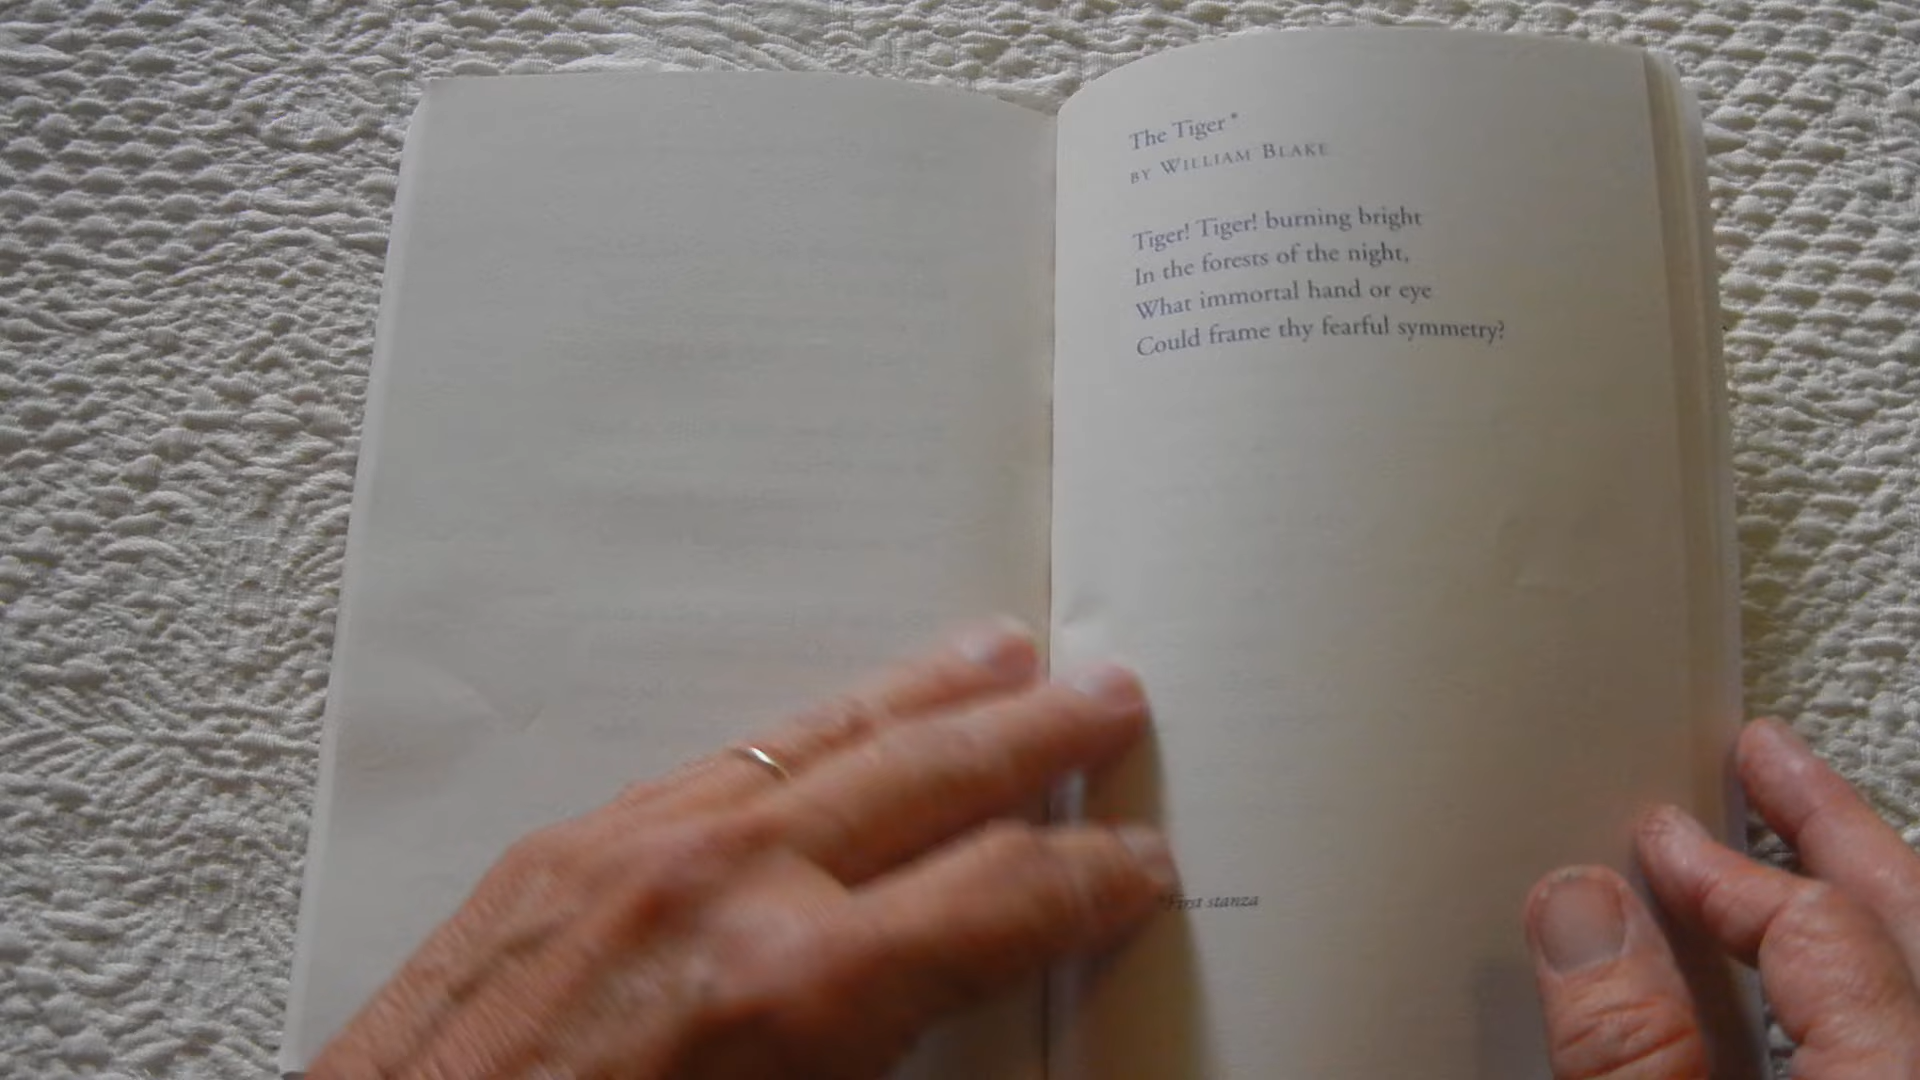 The Tiger*
BY WILLIAM BLAKE
Tiger! Tiger! burning bright
In the forests of the night,
What immortal hand or eye
Could frame thy fearful symmetry?
*First stanza